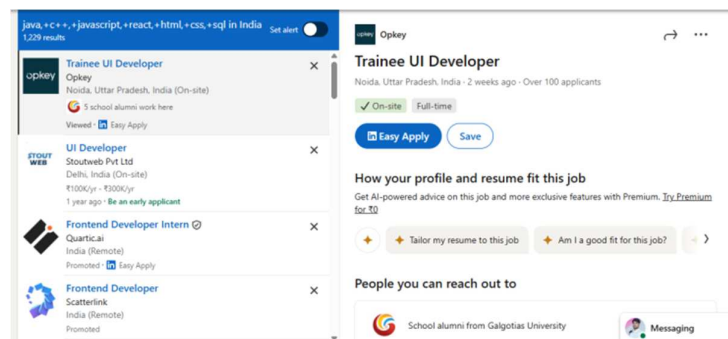 java,+c++,+javascript,+react,+html,+css,+sql in India
1,229 results
Set alert
opkey
Trainee UI Developer
Opkey
Noida, Uttar Pradesh, India (On-site)
5 school alumni work here
Viewed · in Easy Apply
STOUT
WEB
UI Developer
Stoutweb Pvt Ltd
Delhi, India (On-site)
₹100K/yr - ₹300K/yr
1 year ago · Be an early applicant
Frontend Developer Intern
Quartic.ai
India (Remote)
Promoted · in Easy Apply
Frontend Developer
Scatterlink
India (Remote)
Promoted
opkey Opkey
Trainee UI Developer
Noida, Uttar Pradesh, India · 2 weeks ago · Over 100 applicants
On-site Full-time
in Easy Apply Save
How your profile and resume fit this job
Get AI-powered advice on this job and more exclusive features with Premium. Try Premium
for ₹0
Tailor my resume to this job Am I a good fit for this job?
People you can reach out to
School alumni from Galgotias University
Messaging